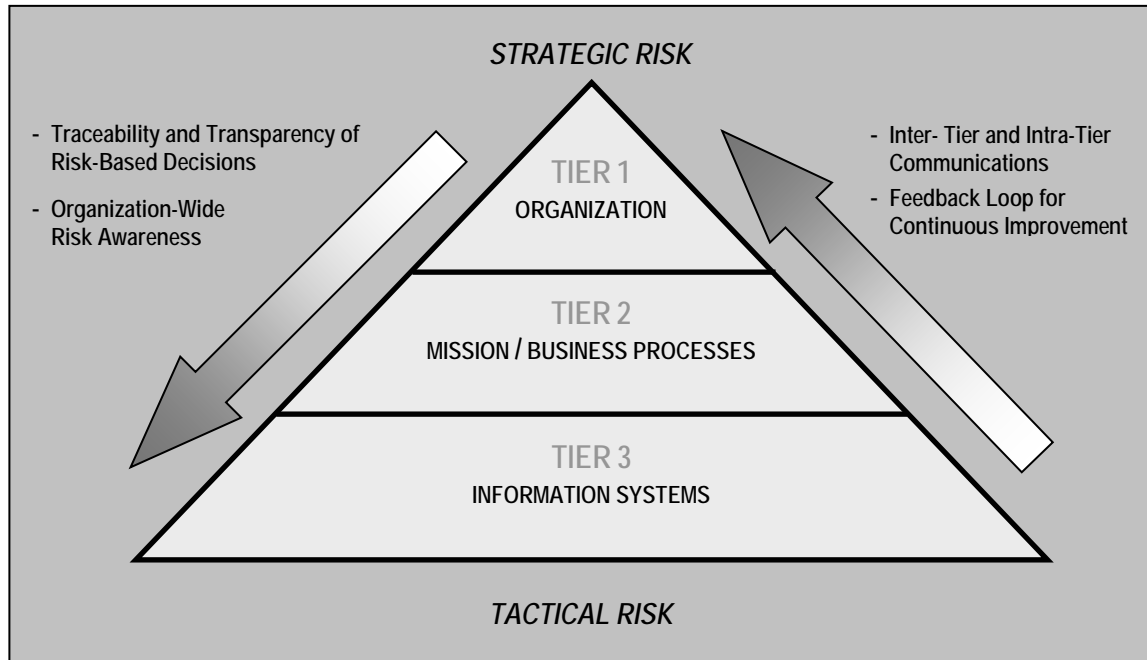 STRATEGIC RISK
- Traceability and Transparency of
Risk-Based Decisions
- Organization-Wide
Risk Awareness
- Inter- Tier and Intra-Tier
Communications
- Feedback Loop for
Continuous Improvement
TIER 1
ORGANIZATION
TIER 2
MISSION / BUSINESS PROCESSES
TIER 3
INFORMATION SYSTEMS
TACTICAL RISK